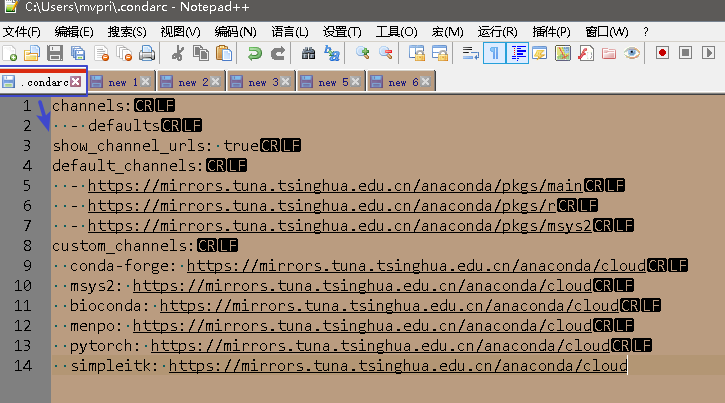 C:\Users\mvpri\.condarc - Notepad++
文件(F) 编辑(E) 搜索(S) 视图(V) 编码(N) 语言(L) 设置(T) 工具(O) 宏(M) 运行(R) 插件(P) 窗口(W) ?
.condarc new 1 new 2 new 3 new 5 new 6
1 channels:CRLF
2 - defaultsCRLF
3 show_channel_urls: trueCRLF
4 default_channels:CRLF
5 - https://mirrors.tuna.tsinghua.edu.cn/anaconda/pkgs/mainCRLF
6 - https://mirrors.tuna.tsinghua.edu.cn/anaconda/pkgs/rCRLF
7 - https://mirrors.tuna.tsinghua.edu.cn/anaconda/pkgs/msys2CRLF
8 custom_channels:CRLF
9 conda-forge: https://mirrors.tuna.tsinghua.edu.cn/anaconda/cloudCRLF
10 msys2: https://mirrors.tuna.tsinghua.edu.cn/anaconda/cloudCRLF
11 bioconda: https://mirrors.tuna.tsinghua.edu.cn/anaconda/cloudCRLF
12 menpo: https://mirrors.tuna.tsinghua.edu.cn/anaconda/cloudCRLF
13 pytorch: https://mirrors.tuna.tsinghua.edu.cn/anaconda/cloudCRLF
14 simpleitk: https://mirrors.tuna.tsinghua.edu.cn/anaconda/cloud